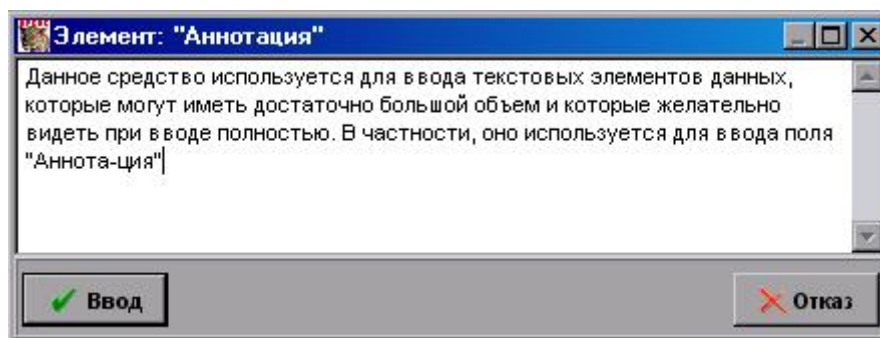 Элемент: "Аннотация"
Данное средство используется для ввода текстовых элементов данных,
которые могут иметь достаточно большой объем и которые желательно
видеть при вводе полностью. В частности, оно используется для ввода поля
"Аннота-ция"
Ввод
Отказ